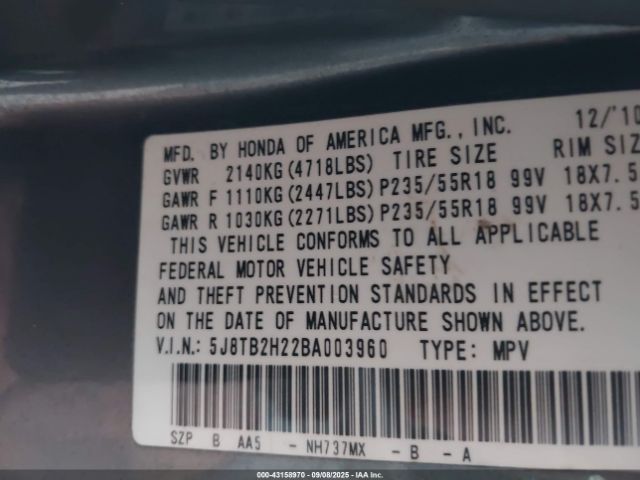 MFD. BY HONDA OF AMERICA MFG., INC. 12/'10
GVWR 2140KG(4718LBS) TIRE SIZE RIM SIZE
GAWR F 1110KG(2447LBS)P235/55R18 99V 18X7.5
GAWR R 1030KG(2271LBS)P235/55R18 99V 18X7.5
THIS VEHICLE CONFORMS TO ALL APPLICABLE
FEDERAL MOTOR VEHICLE SAFETY
AND THEFT PREVENTION STANDARDS IN EFFECT
ON THE DATE OF MANUFACTURE SHOWN ABOVE.
V.I.N.: 5J8TB2H22BA003960 TYPE: MPV
SZP B AA5 - NH737MX - B - A
000-43158970 - 09/08/2025 - IAAI.com